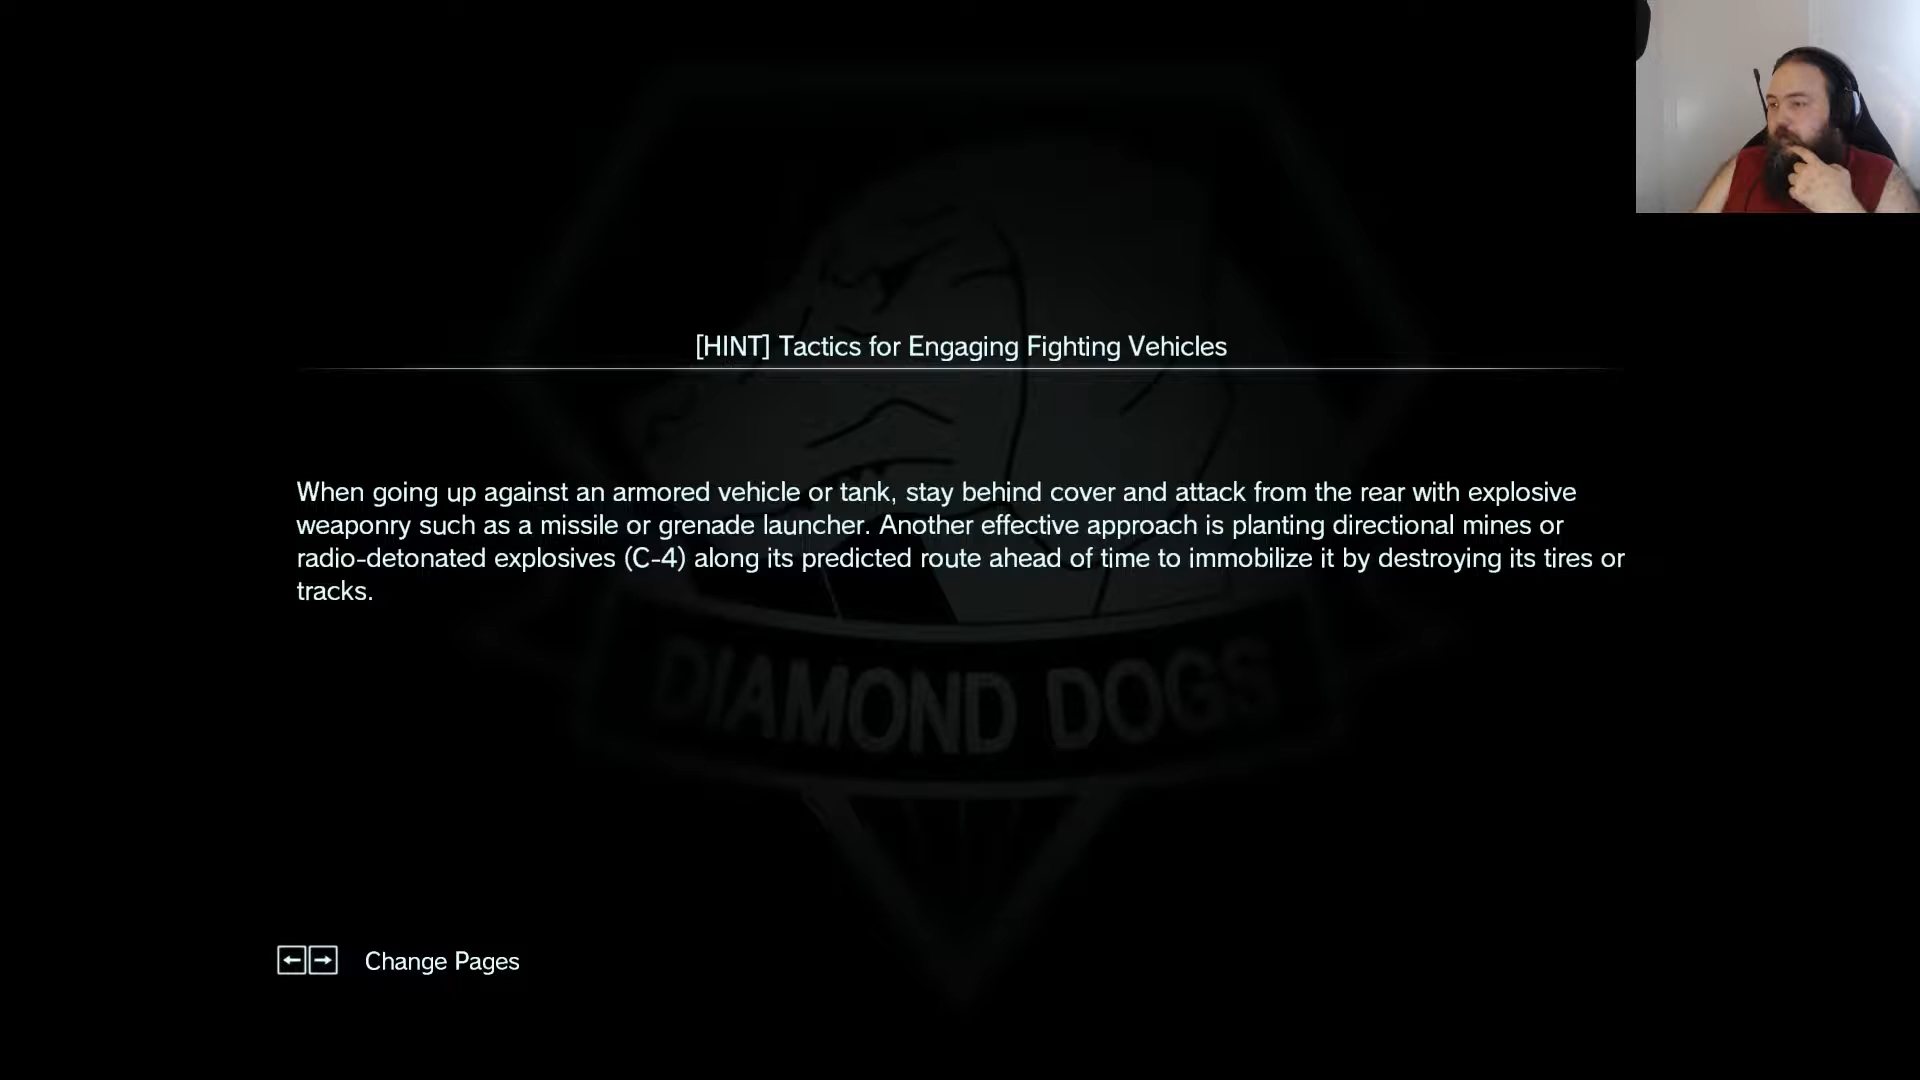 [HINT] Tactics for Engaging Fighting Vehicles
When going up against an armored vehicle or tank, stay behind cover and attack from the rear with explosive
weaponry such as a missile or grenade launcher. Another effective approach is planting directional mines or
radio-detonated explosives (C-4) along its predicted route ahead of time to immobilize it by destroying its tires or
tracks.
DIAMOND DOGS
Change Pages